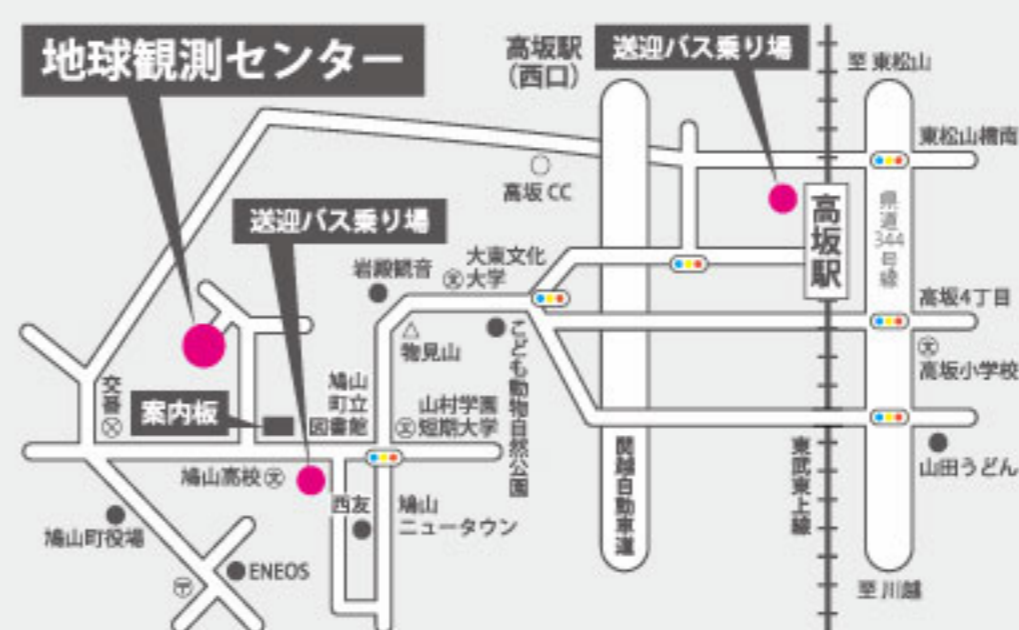 地球観測センター
高坂駅
（西口）
送迎バス乗り場
至 東松山
東松山橋南
高坂 CC
高坂駅
県道344号線
送迎バス乗り場
岩殿観音
大東文化
大学
高坂4丁目
高坂小学校
物見山
こども動物自然公園
交番
案内板
鳩山
町立
図書館
山村学園
短期大学
鳩山高校
西友
鳩山
ニュータウン
関越自動車道
東武東上線
山田うどん
鳩山町役場
ENEOS
至 川越